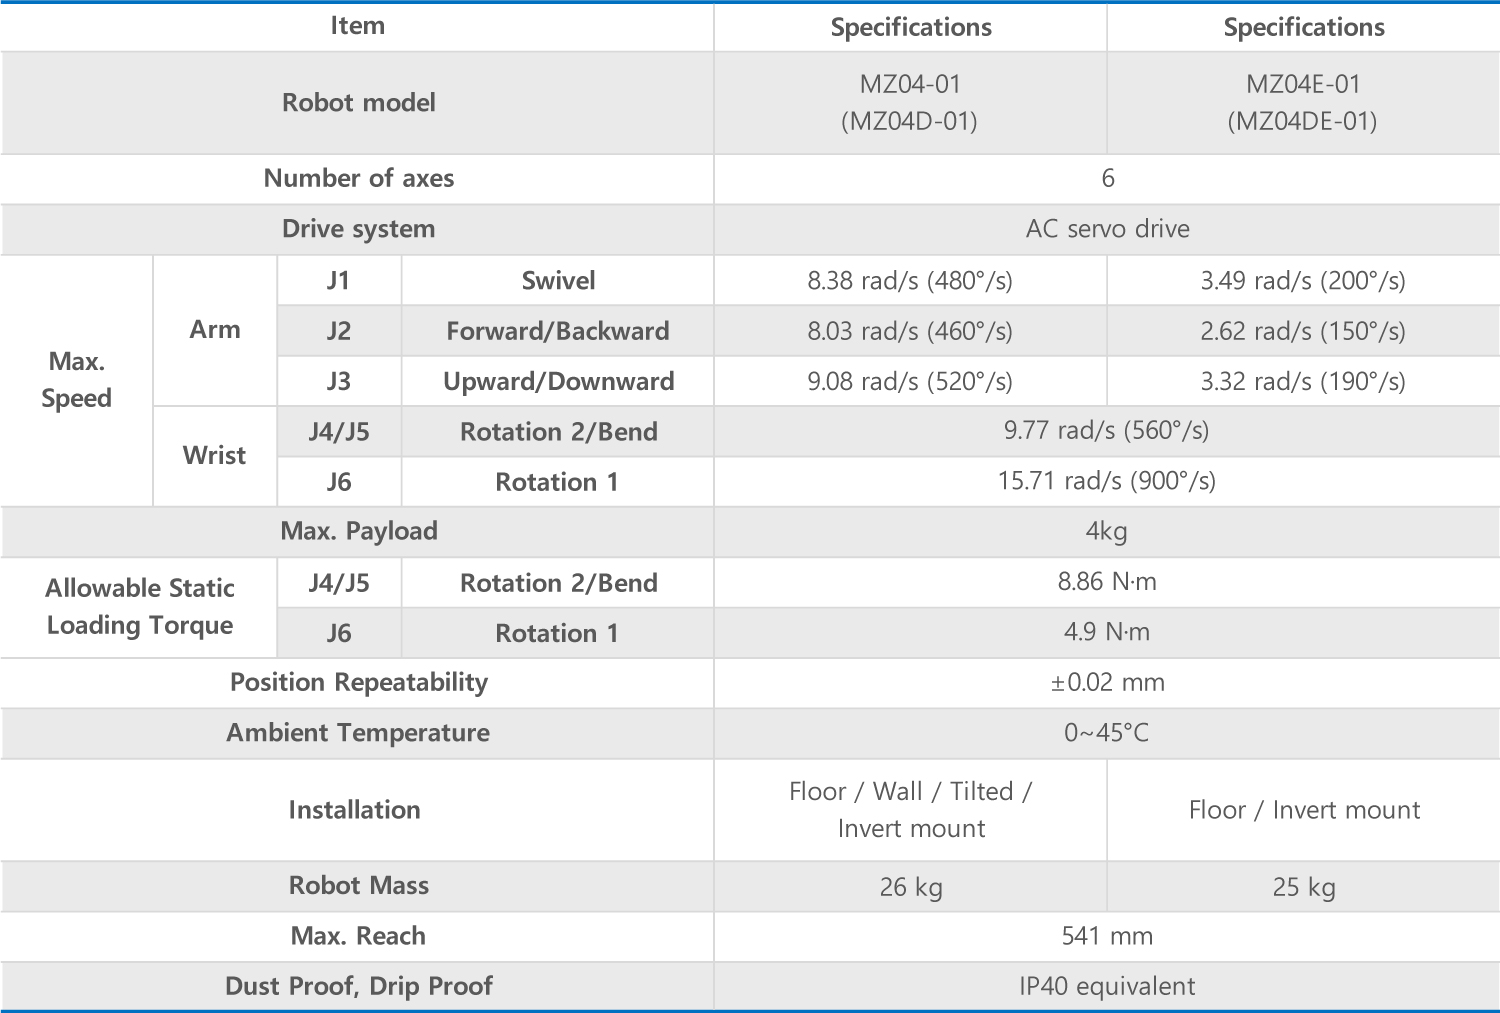 Item Specifications Specifications
Robot model MZ04-01 MZ04E-01
(MZ04D-01) (MZ04DE-01)
Number of axes 6
Drive system AC servo drive
Max.
Speed
Arm
J1 Swivel 8.38 rad/s (480°/s) 3.49 rad/s (200°/s)
J2 Forward/Backward 8.03 rad/s (460°/s) 2.62 rad/s (150°/s)
J3 Upward/Downward 9.08 rad/s (520°/s) 3.32 rad/s (190°/s)
Wrist
J4/J5 Rotation 2/Bend 9.77 rad/s (560°/s)
J6 Rotation 1 15.71 rad/s (900°/s)
Max. Payload 4kg
Allowable Static
Loading Torque
J4/J5 Rotation 2/Bend 8.86 N·m
J6 Rotation 1 4.9 N·m
Position Repeatability ±0.02 mm
Ambient Temperature 0~45°C
Installation Floor / Wall / Tilted / Floor / Invert mount
Invert mount
Robot Mass 26 kg 25 kg
Max. Reach 541 mm
Dust Proof, Drip Proof IP40 equivalent